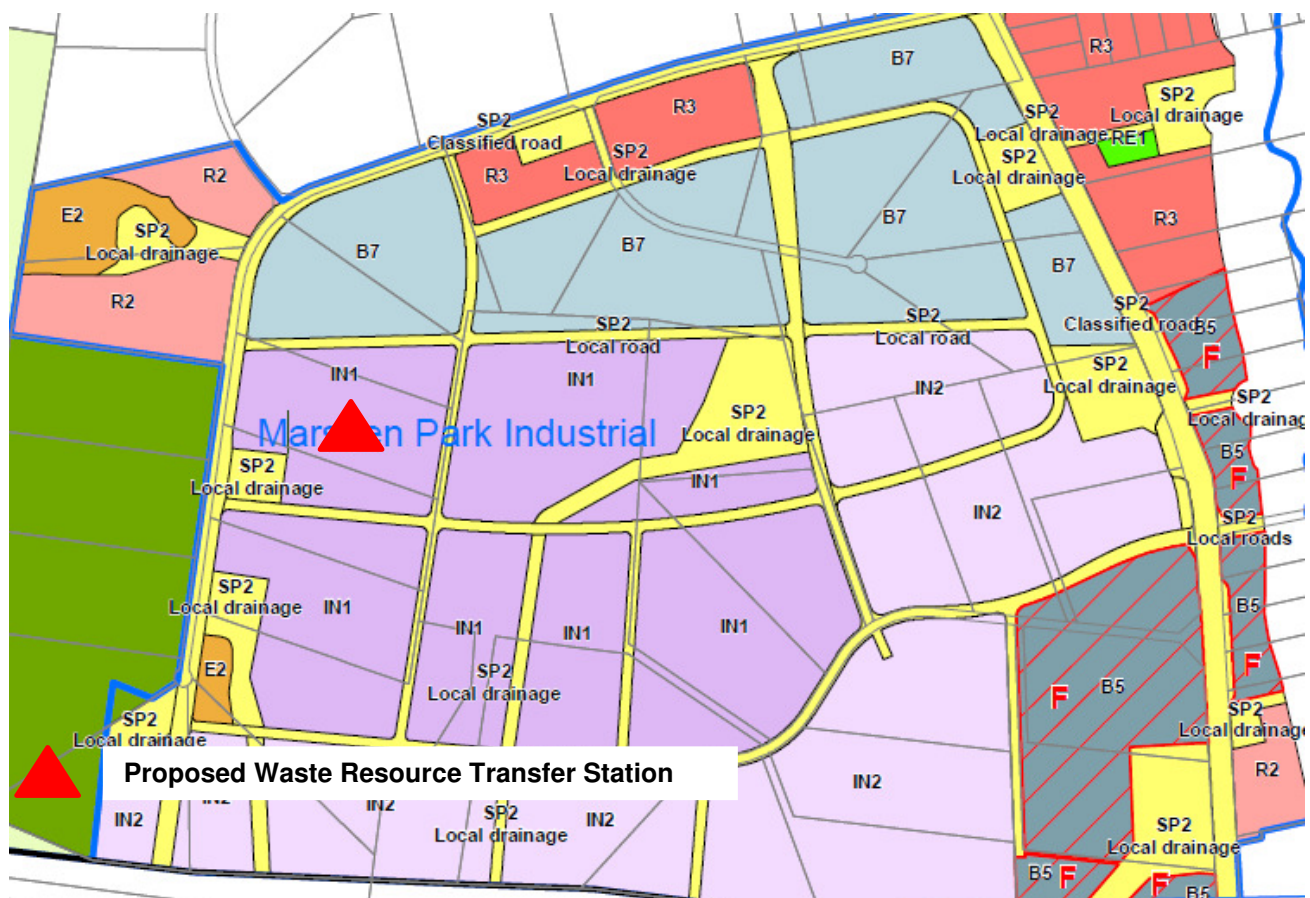 B7
R3
SP2
Local drainage
R3
SP2
Classified road
SP2
Local drainage
RE1
SP2
Local drainage
R3
SP2
Local drainage
R2
E2
SP2
Local drainage
B7
B7
R3
B7
R2
SP2
Classified road
B5
F
SP2
Local road
SP2
Local road
IN1
IN1
IN2
SP2
Local drainage
SP2
Local drainage
Marsden Park Industrial
SP2
Local drainage
B5
F
SP2
Local drainage
IN1
IN2
SP2
Local roads
SP2
Local drainage
IN1
IN1
IN1
IN1
B5
F
E2
SP2
Local drainage
B5
F
SP2
Local drainage
SP2
Local drainage
R2
Proposed Waste Resource Transfer Station
IN2
IN2
IN2
IN2
IN2
SP2
Local drainage
SP2
Local drainage
B5
F
F
B5